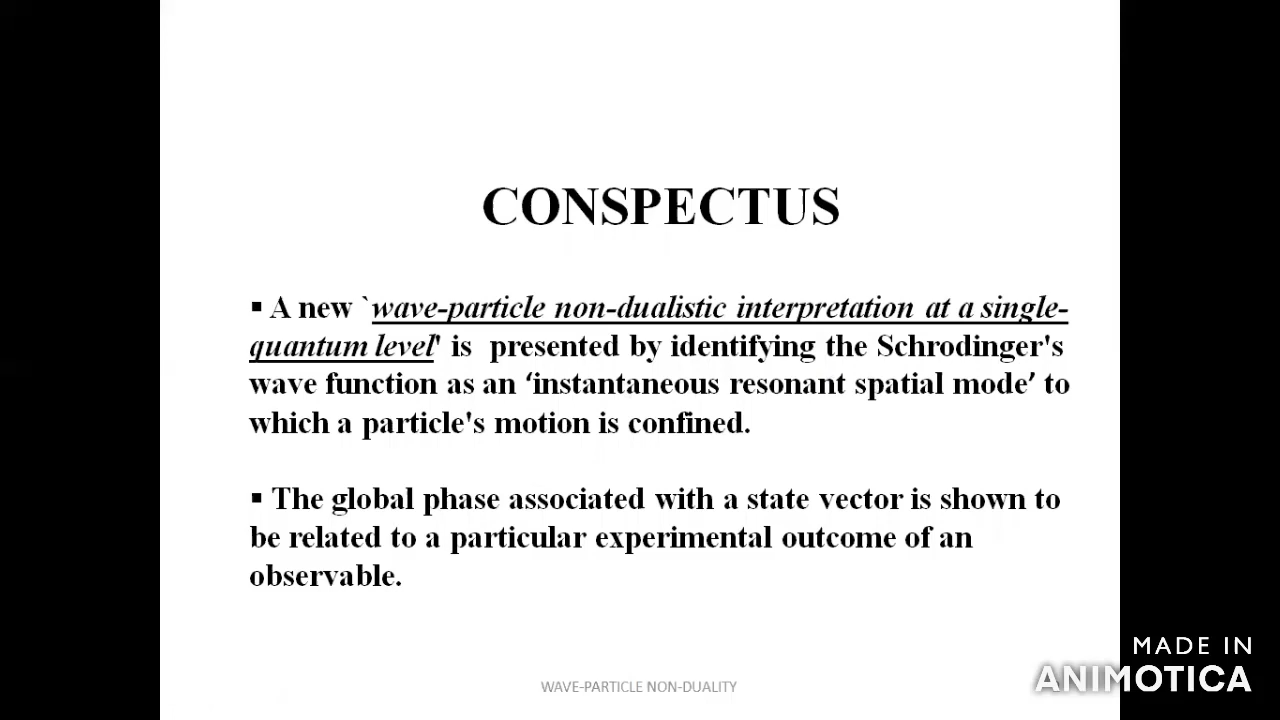 CONSPECTUS
▪ A new `wave-particle non-dualistic interpretation at a single-
quantum level' is presented by identifying the Schrodinger's
wave function as an ‘instantaneous resonant spatial mode’ to
which a particle's motion is confined.
▪ The global phase associated with a state vector is shown to
be related to a particular experimental outcome of an
observable.
WAVE-PARTICLE NON-DUALITY
MADE IN
ANIMOTICA